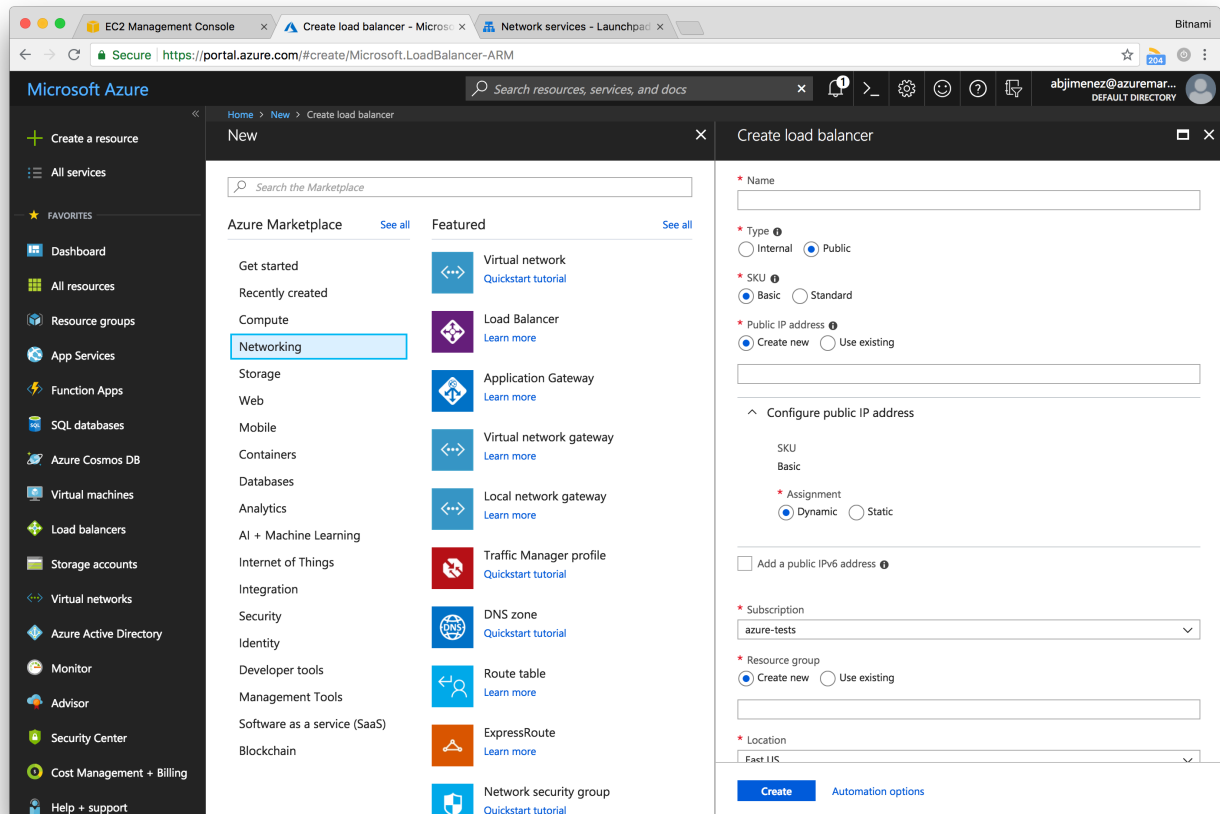 EC2 Management Console
Create load balancer - Microso
Network services - Launchpad
Bitnami
Secure
https://portal.azure.com/#create/Microsoft.LoadBalancer-ARM
204
Microsoft Azure
Search resources, services, and docs
1
abjimenez@azuremar...
DEFAULT DIRECTORY
Create a resource
All services
FAVORITES
Dashboard
All resources
Resource groups
App Services
Function Apps
SQL databases
Azure Cosmos DB
Virtual machines
Load balancers
Storage accounts
Virtual networks
Azure Active Directory
Monitor
Advisor
Security Center
Cost Management + Billing
Help + support
Home > New > Create load balancer
New
Search the Marketplace
Azure Marketplace
See all
Get started
Recently created
Compute
Networking
Storage
Web
Mobile
Containers
Databases
Analytics
AI + Machine Learning
Internet of Things
Integration
Security
Identity
Developer tools
Management Tools
Software as a service (SaaS)
Blockchain
Featured
See all
Virtual network
Quickstart tutorial
Load Balancer
Learn more
Application Gateway
Learn more
Virtual network gateway
Learn more
Local network gateway
Learn more
Traffic Manager profile
Quickstart tutorial
DNS
DNS zone
Quickstart tutorial
Route table
Learn more
ExpressRoute
Learn more
Network security group
Quickstart tutorial
Create load balancer
* Name
* Type
Internal
Public
* SKU
Basic
Standard
* Public IP address
Create new
Use existing
Configure public IP address
SKU
Basic
* Assignment
Dynamic
Static
Add a public IPv6 address
* Subscription
azure-tests
* Resource group
Create new
Use existing
* Location
East US
Create
Automation options